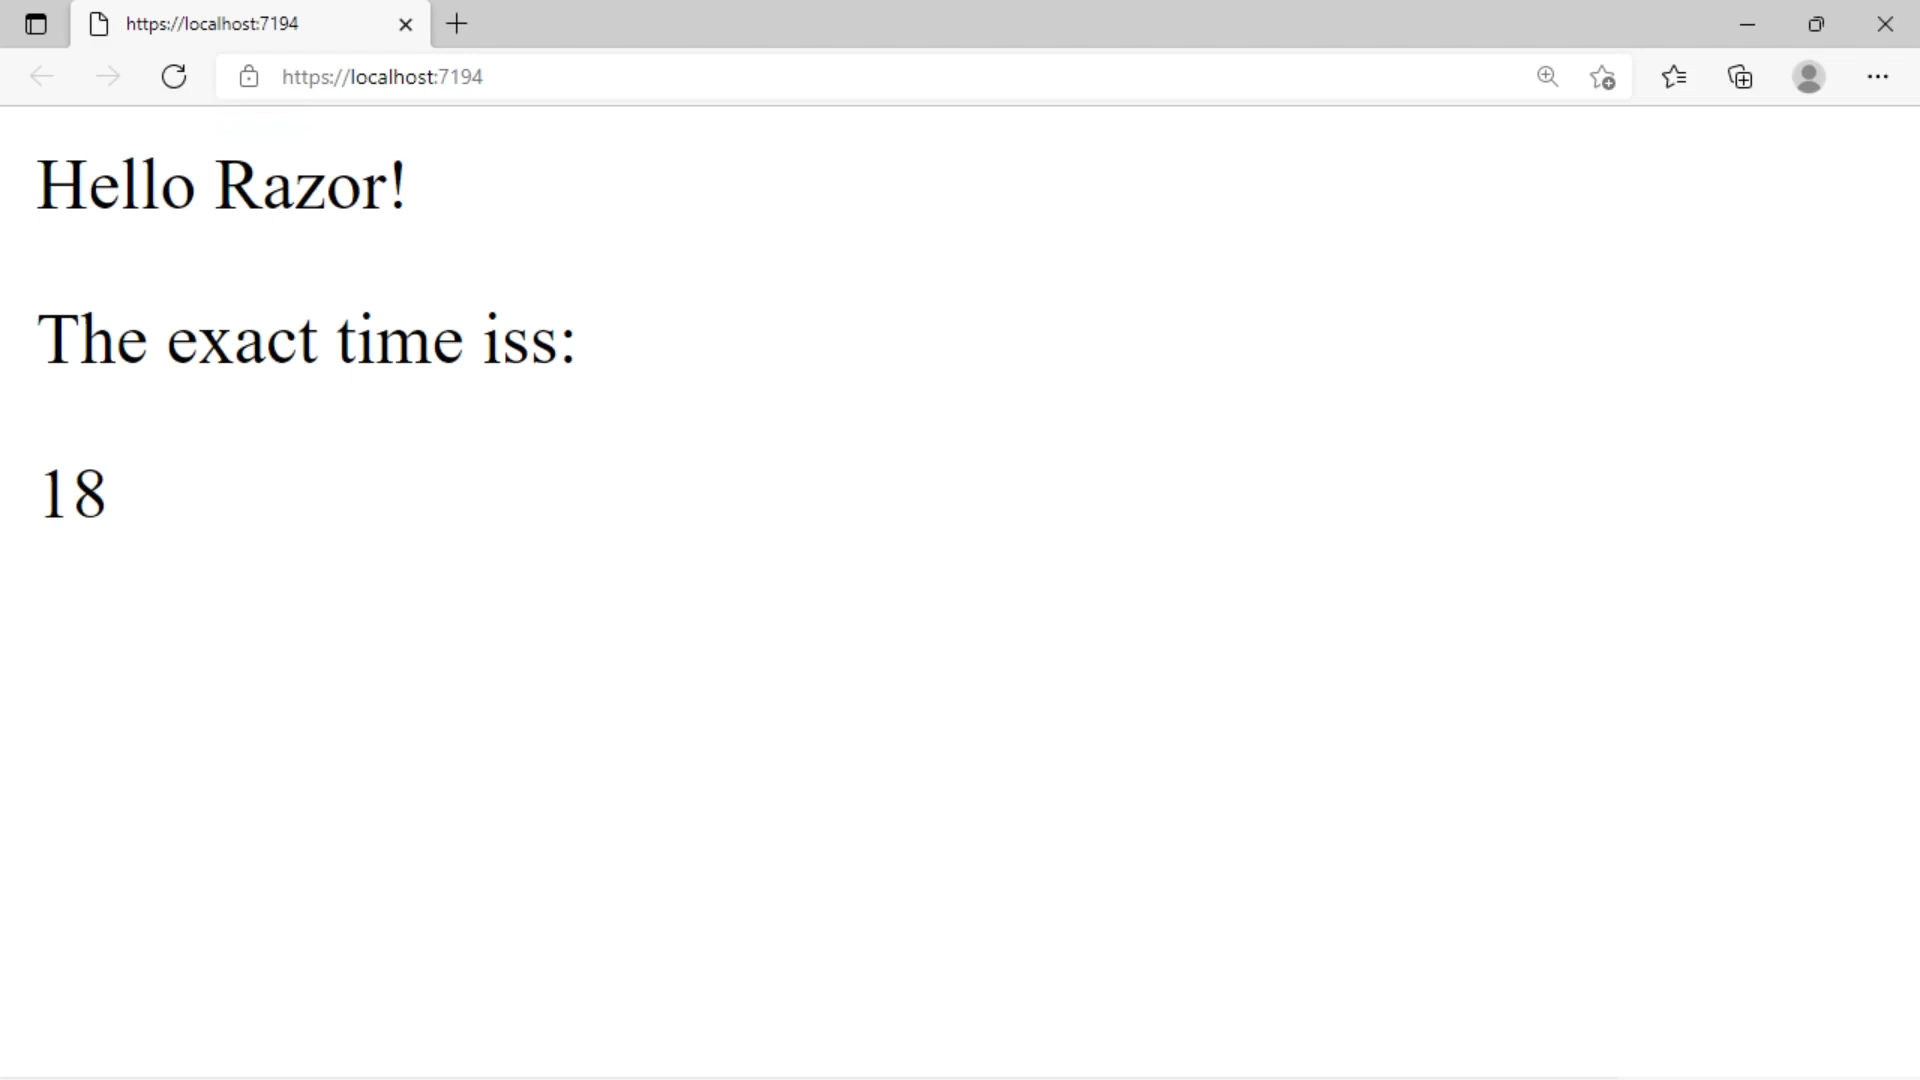 https://localhost:7194
https://localhost:7194
Hello Razor!
The exact time iss:
18